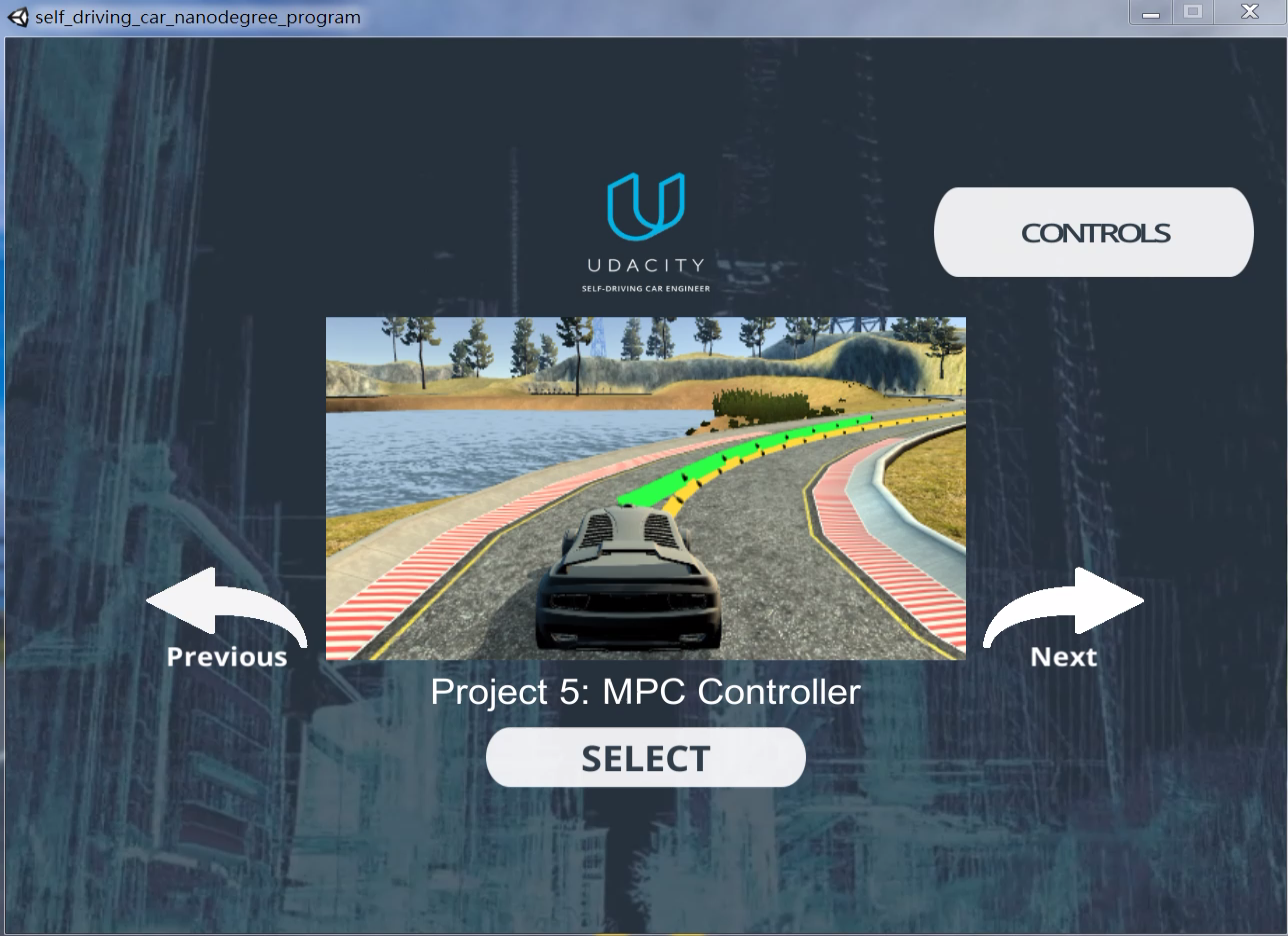 self_driving_car_nanodegree_program
UDACITY
SELF-DRIVING CAR ENGINEER
CONTROLS
Previous
Next
Project 5: MPC Controller
SELECT